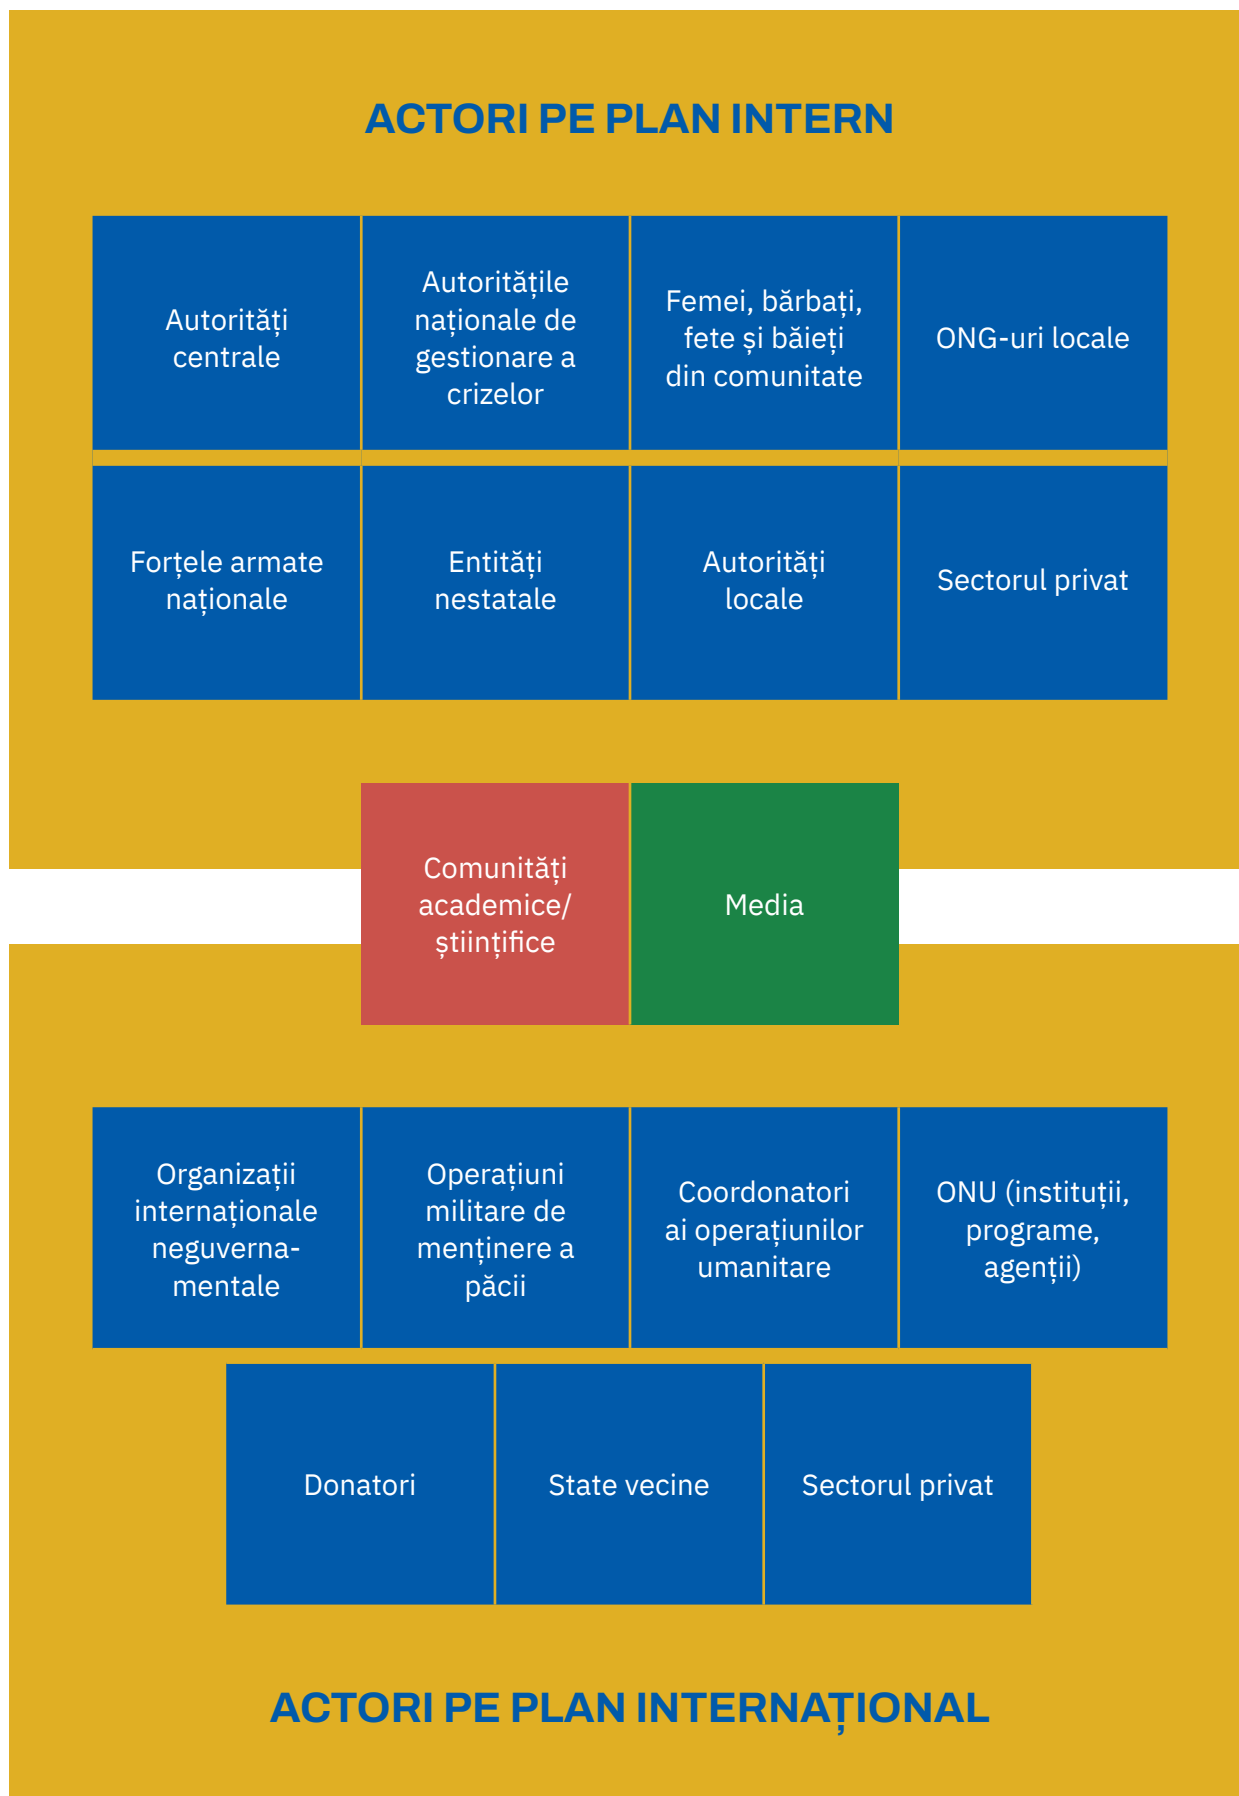 ACTORI PE PLAN INTERN
Autorități
centrale
Autoritățile
naționale de
gestionare a
crizelor
Femei, bărbați,
fete și băieți
din comunitate
ONG-uri locale
Forțele armate
naționale
Entități
nestatale
Autorități
locale
Sectorul privat
Comunități
academice/
științifice
Media
Organizații
internaționale
neguverna-
mentale
Operațiuni
militare de
menținere a
păcii
Coordonatori
ai operațiunilor
umanitare
ONU (instituții,
programe,
agenții)
Donatori
State vecine
Sectorul privat
ACTORI PE PLAN INTERNAȚIONAL